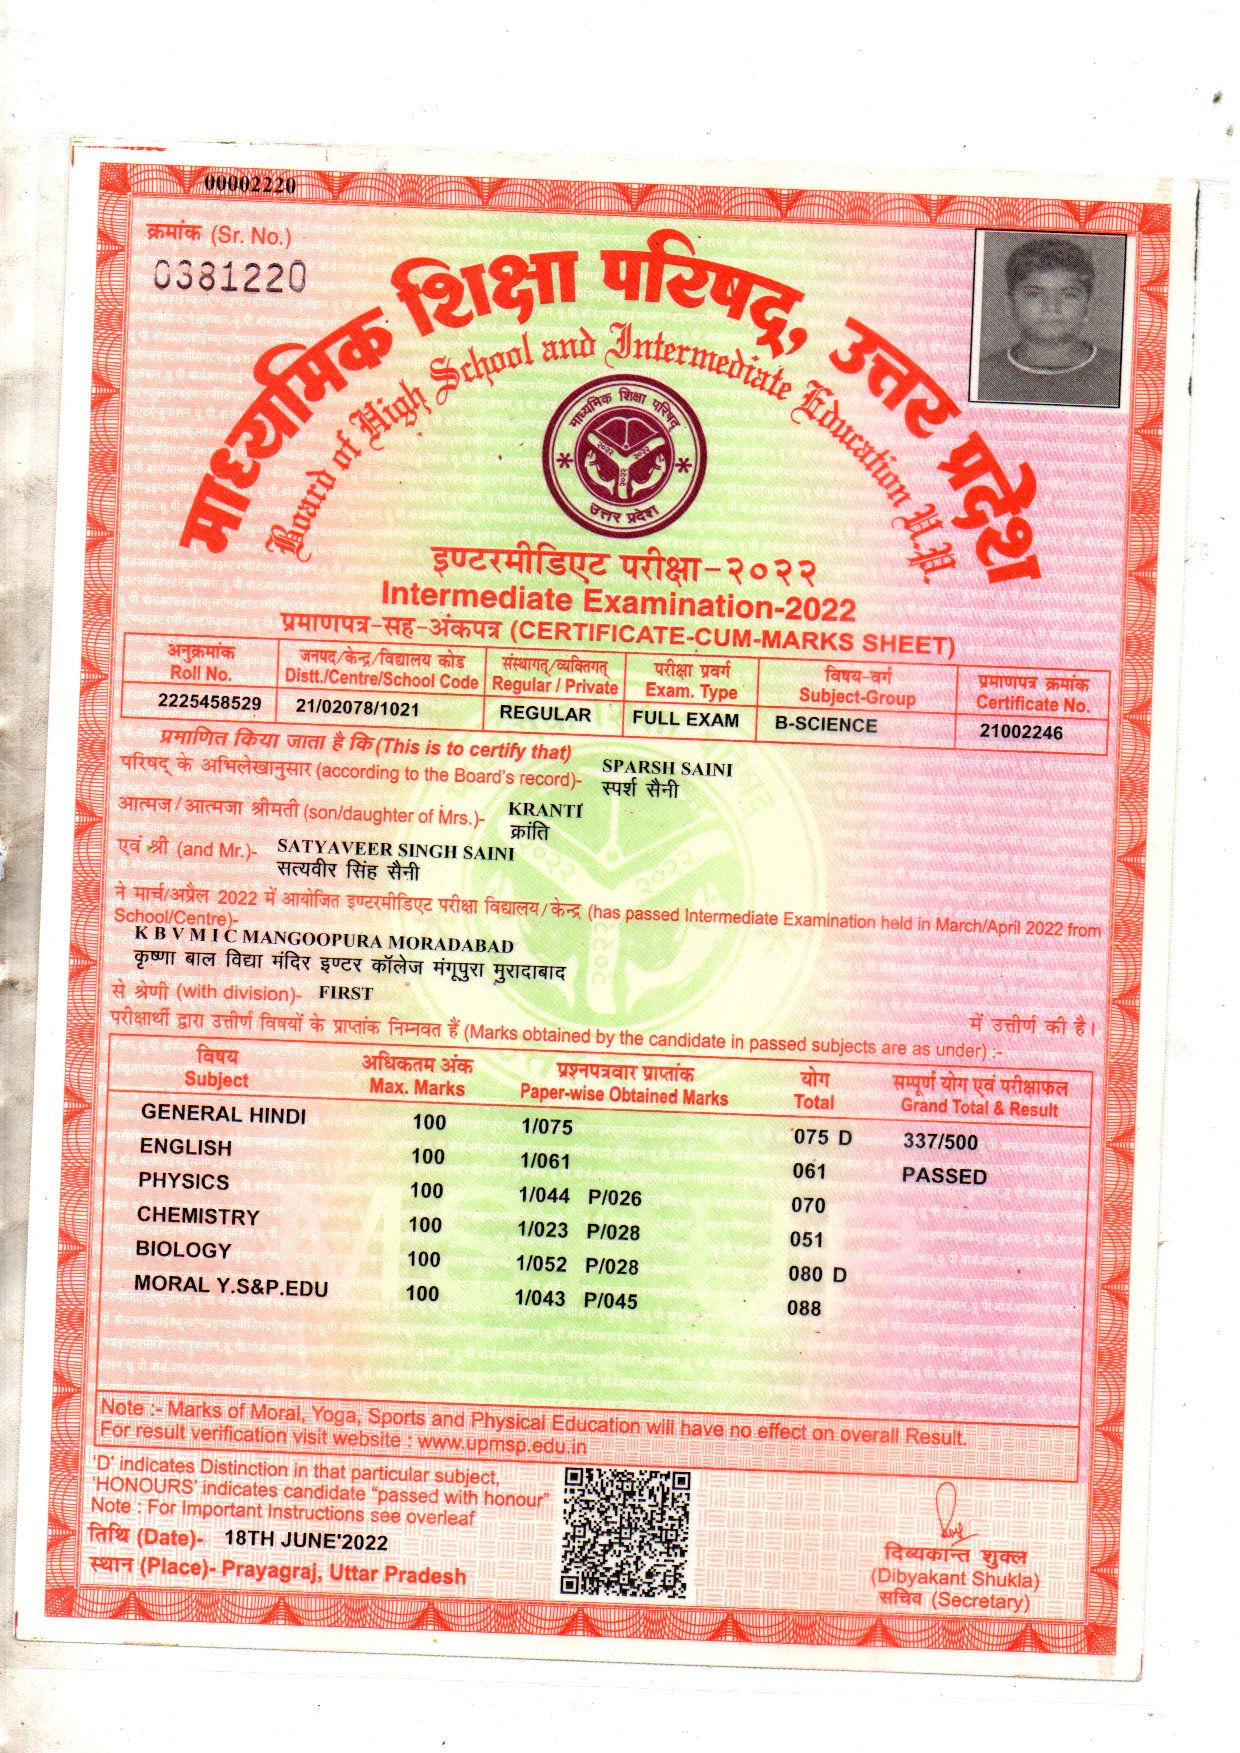 00002220
क्रमांक (Sr. No.)
0381220
माध्यमिक शिक्षा परिषद्, उत्तर प्रदेश
Board of High School and Intermediate Education U.P.
माध्यमिक शिक्षा परिषद
२०२२ २०२२
२०२२
उत्तर प्रदेश
इण्टरमीडिएट परीक्षा-२०२२
Intermediate Examination-2022
प्रमाणपत्र-सह-अंकपत्र (CERTIFICATE-CUM-MARKS SHEET)
अनुक्रमांक जनपद/केन्द्र/विद्यालय कोड संस्थागत्/व्यक्तिगत् परीक्षा प्रवर्ग विषय-वर्ग प्रमाणपत्र क्रमांक
Roll No. Distt./Centre/School Code Regular / Private Exam. Type Subject-Group Certificate No.
2225458529 21/02078/1021 REGULAR FULL EXAM B-SCIENCE 21002246
प्रमाणित किया जाता है कि (This is to certify that)
परिषद् के अभिलेखानुसार (according to the Board's record)- SPARSH SAINI
स्पर्श सैनी
आत्मज/आत्मजा श्रीमती (son/daughter of Mrs.)- KRANTI
क्रांति
एवं श्री (and Mr.)- SATYAVEER SINGH SAINI
सत्यवीर सिंह सैनी
ने मार्च/अप्रैल 2022 में आयोजित इण्टरमीडिएट परीक्षा विद्यालय/केन्द्र (has passed Intermediate Examination held in March/April 2022 from
School/Centre)-
K B V M I C MANGOOPURA MORADABAD
कृष्णा बाल विद्या मंदिर इण्टर कॉलेज मंगूपुरा मुरादाबाद
से श्रेणी (with division)- FIRST में उत्तीर्ण की है।
परीक्षार्थी द्वारा उत्तीर्ण विषयों के प्राप्तांक निम्नवत हैं (Marks obtained by the candidate in passed subjects are as under) :-
विषय अधिकतम अंक प्रश्नपत्रवार प्राप्तांक योग सम्पूर्ण योग एवं परीक्षाफल
Subject Max. Marks Paper-wise Obtained Marks Total Grand Total & Result
GENERAL HINDI 100 1/075 075 D 337/500
ENGLISH 100 1/061 061 PASSED
PHYSICS 100 1/044 P/026 070
CHEMISTRY 100 1/023 P/028 051
BIOLOGY 100 1/052 P/028 080 D
MORAL Y.S&P.EDU 100 1/043 P/045 088
Note :- Marks of Moral, Yoga, Sports and Physical Education will have no effect on overall Result.
For result verification visit website : www.upmsp.edu.in
'D' indicates Distinction in that particular subject,
'HONOURS' indicates candidate "passed with honour"
Note : For Important Instructions see overleaf
तिथि (Date)- 18TH JUNE'2022
स्थान (Place)- Prayagraj, Uttar Pradesh
दिव्यकान्त शुक्ल
(Dibyakant Shukla)
सचिव (Secretary)